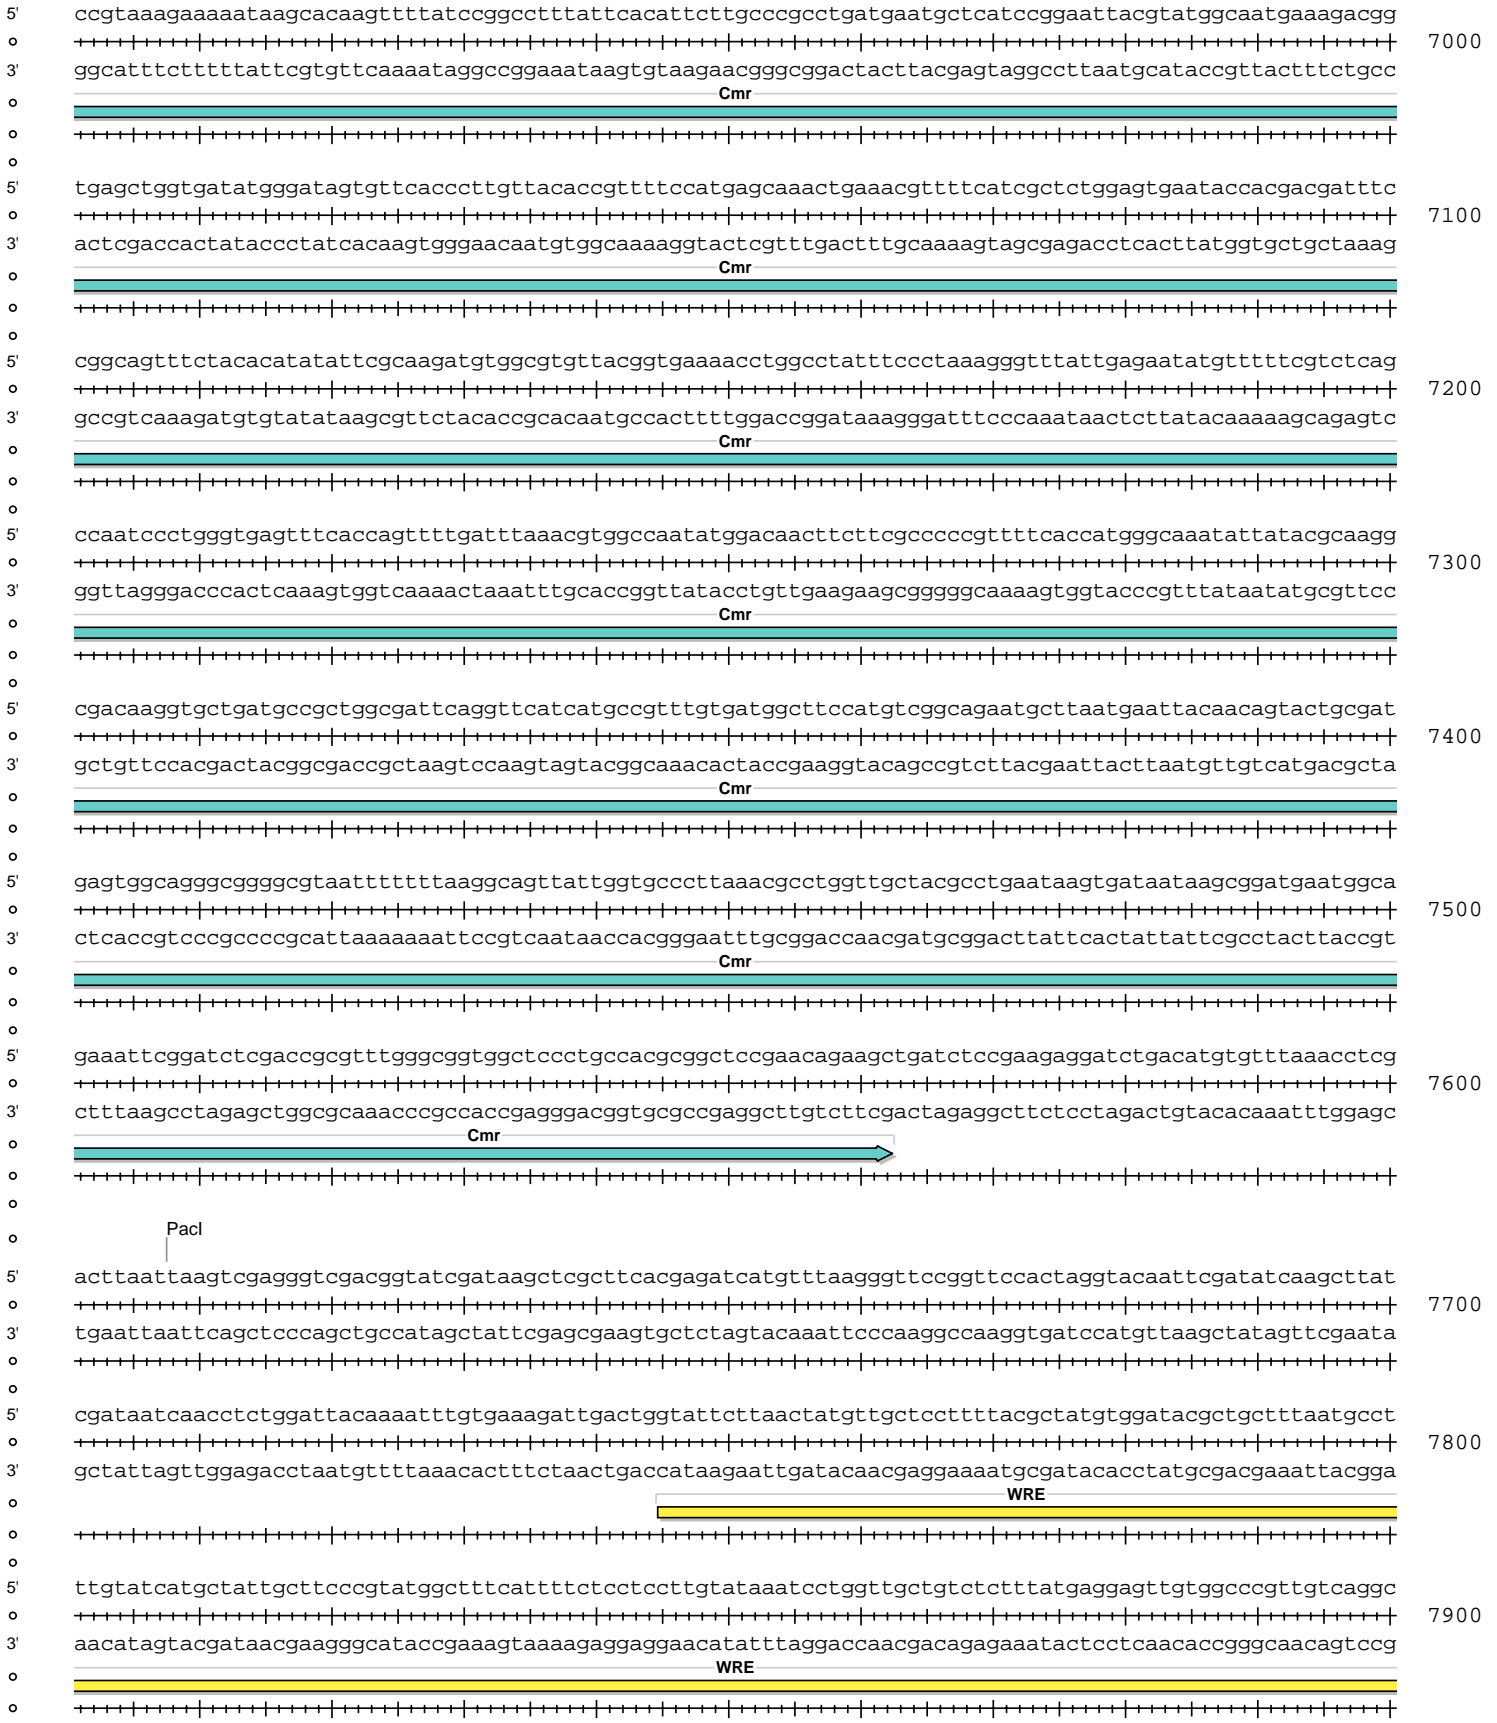 5' ccgtaaagaaaaataagcacaagttttatccggcctttattcacattcttgcccgcctgatgaatgctcatccggaattacgtatggcaatgaaagacgg
7000
3' ggcatttctttttattcgtgttcaaaataggccggaaataagtgtaagaacgggcggactacttacgagtaggccttaatgcataccgttactttctgcc
Cmr
5' tgagctggtgatatgggatagtgttcacccttgttacaccgttttccatgagcaaactgaaacgttttcatcgctctggagtgaataccacgacgatttc
7100
3' actcgaccactataccctatcacaagtgggaacaatgtggcaaaaggtactcgtttgactttgcaaaagtagcgagacctcacttatggtgctgctaaag
Cmr
5' cggcagtttctacacatatattcgcaagatgtggcgtgttacggtgaaaacctggcctatttccctaaagggtttattgagaatatgtttttcgtctcag
7200
3' gccgtcaaagatgtgtatataagcgttctacaccgcacaatgccacttttggaccggataaagggatttcccaaataactcttatacaaaaagcagagtc
Cmr
5' ccaatccctgggtgagtttcaccagttttgatttaaacgtggccaatatggacaacttcttcgcccccgttttcaccatgggcaaatattatacgcaagg
7300
3' ggttagggacccactcaaagtggtcaaaactaaatttgcaccggttatacctgttgaagaagcgggggcaaaagtggtacccgtttataatatgcgttcc
Cmr
5' cgacaaggtgctgatgccgctggcgattcaggttcatcatgccgtttgtgatggcttccatgtcggcagaatgcttaatgaattacaacagtactgcgat
7400
3' gctgttccacgactacggcgaccgctaagtccaagtagtacggcaaacactaccgaaggtacagccgtcttacgaattacttaatgttgtcatgacgcta
Cmr
5' gagtggcagggcggggcgtaatttttttaaggcagttattggtgcccttaaacgcctggttgctacgcctgaataagtgataataagcggatgaatggca
7500
3' ctcaccgtcccgccccgcattaaaaaaattccgtcaataaccacgggaatttgcggaccaacgatgcggacttattcactattattcgcctacttaccgt
Cmr
5' gaaattcggatctcgaccgcgtttgggcggtggctccctgccacgcggctccgaacagaagctgatctccgaagaggatctgacatgtgtttaaacctcg
7600
3' ctttaagcctagagctggcgcaaacccgccaccgagggacggtgcgccgaggcttgtcttcgactagaggcttctcctagactgtacacaaatttggagc
Cmr
PacI
5' acttaattaagtcgagggtcgacggtatcgataagctcgcttcacgagatcatgtttaagggttccggttccactaggtacaattcgatatcaagcttat
7700
3' tgaattaattcagctcccagctgccatagctattcgagcgaagtgctctagtacaaattcccaaggccaaggtgatccatgttaagctatagttcgaata
5' cgataatcaacctctggattacaaaatttgtgaaagattgactggtattcttaactatgttgctccttttacgctatgtggatacgctgctttaatgcct
7800
3' gctattagttggagacctaatgttttaaacactttctaactgaccataagaattgatacaacgaggaaaatgcgatacacctatgcgacgaaattacgga
WRE
5' ttgtatcatgctattgcttcccgtatggctttcattttctcctccttgtataaatcctggttgctgtctctttatgaggagttgtggcccgttgtcaggc
7900
3' aacatagtacgataacgaagggcataccgaaagtaaaagaggaggaacatatttaggaccaacgacagagaaatactcctcaacaccgggcaacagtccg
WRE